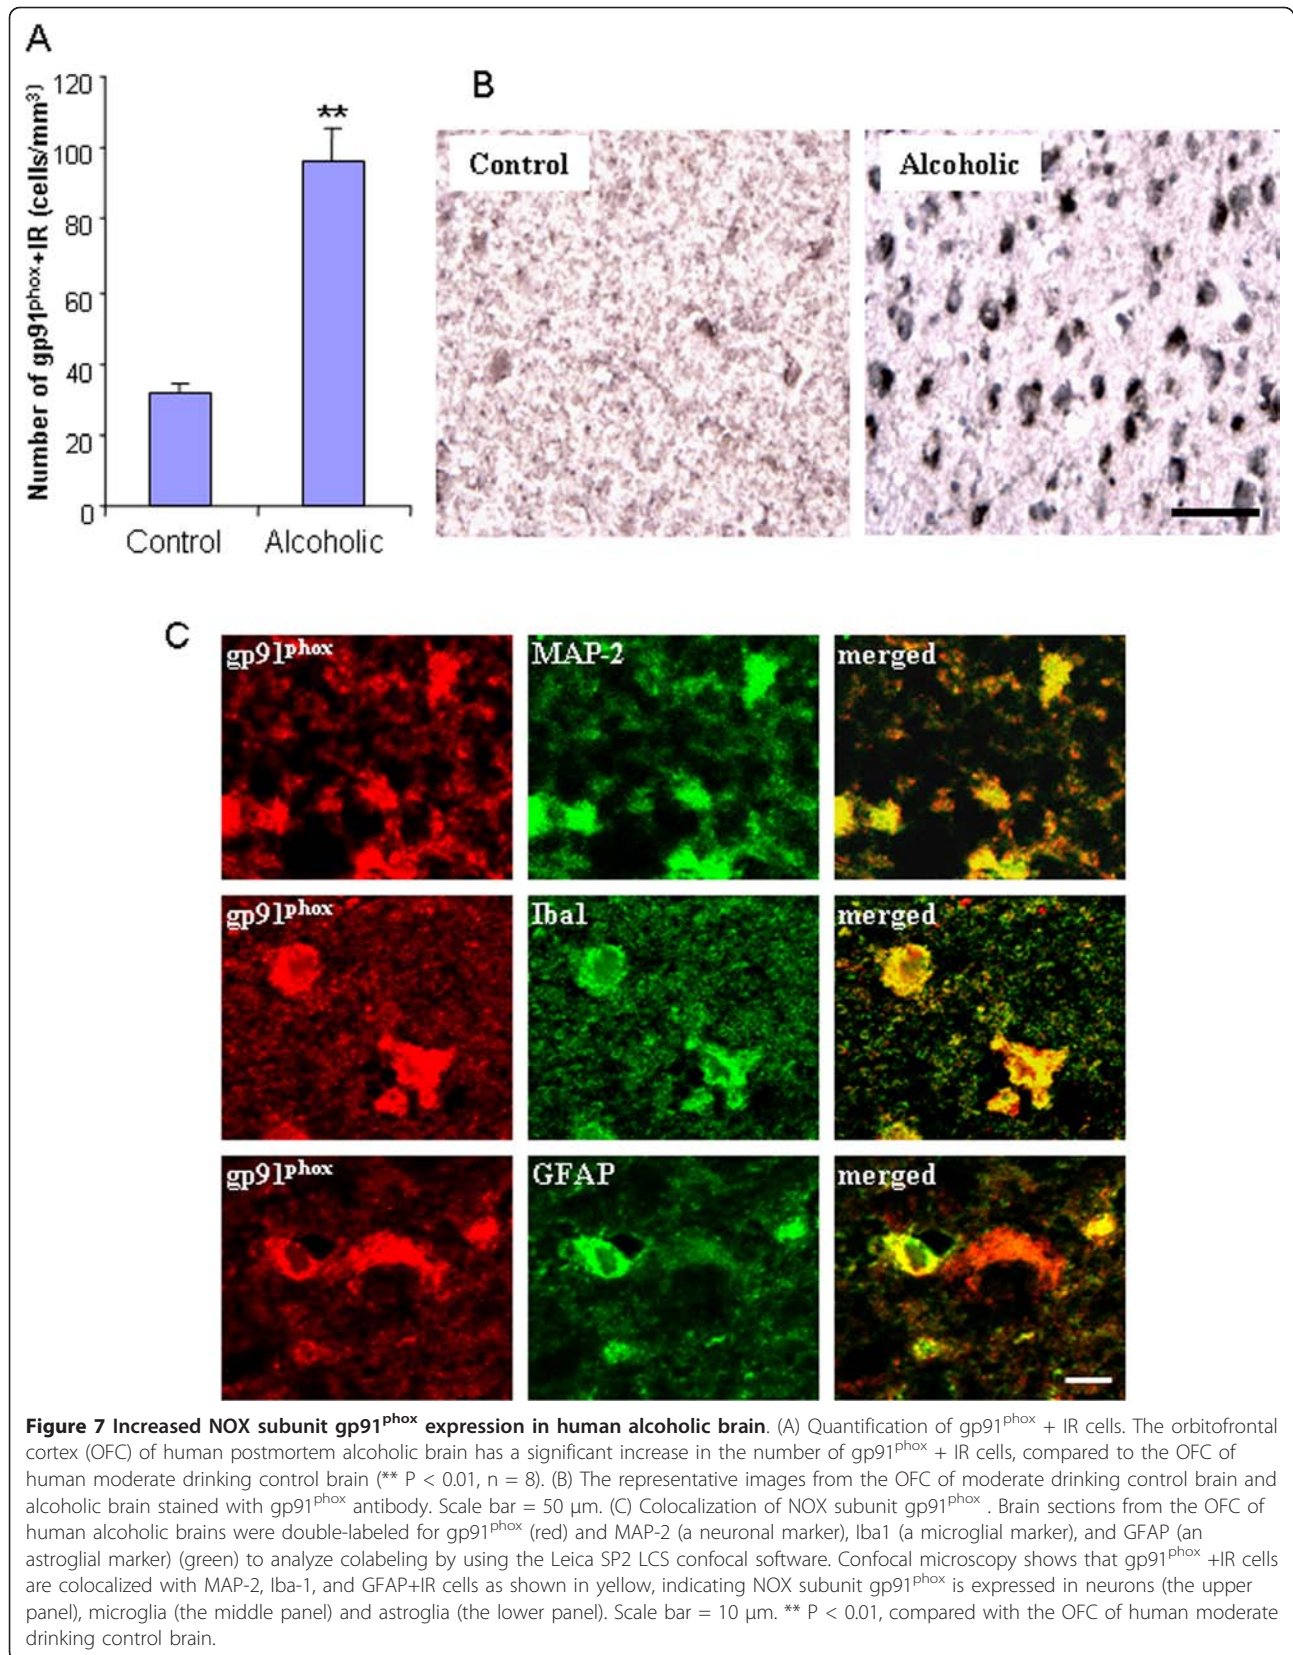 A
Number of gp91phox+IR (cells/mm3)
120
100
80
60
40
20
0
**
Control
Alcoholic
B
Control
Alcoholic
C
gp91phox
MAP-2
merged
gp91phox
Iba1
merged
gp91phox
GFAP
merged
Figure 7 Increased NOX subunit gp91phox expression in human alcoholic brain. (A) Quantification of gp91phox + IR cells. The orbitofrontal
cortex (OFC) of human postmortem alcoholic brain has a significant increase in the number of gp91phox + IR cells, compared to the OFC of
human moderate drinking control brain (** P < 0.01, n = 8). (B) The representative images from the OFC of moderate drinking control brain and
alcoholic brain stained with gp91phox antibody. Scale bar = 50 μm. (C) Colocalization of NOX subunit gp91phox . Brain sections from the OFC of
human alcoholic brains were double-labeled for gp91phox (red) and MAP-2 (a neuronal marker), Iba1 (a microglial marker), and GFAP (an
astroglial marker) (green) to analyze colabeling by using the Leica SP2 LCS confocal software. Confocal microscopy shows that gp91phox +IR cells
are colocalized with MAP-2, Iba-1, and GFAP+IR cells as shown in yellow, indicating NOX subunit gp91phox is expressed in neurons (the upper
panel), microglia (the middle panel) and astroglia (the lower panel). Scale bar = 10 μm. ** P < 0.01, compared with the OFC of human moderate
drinking control brain.